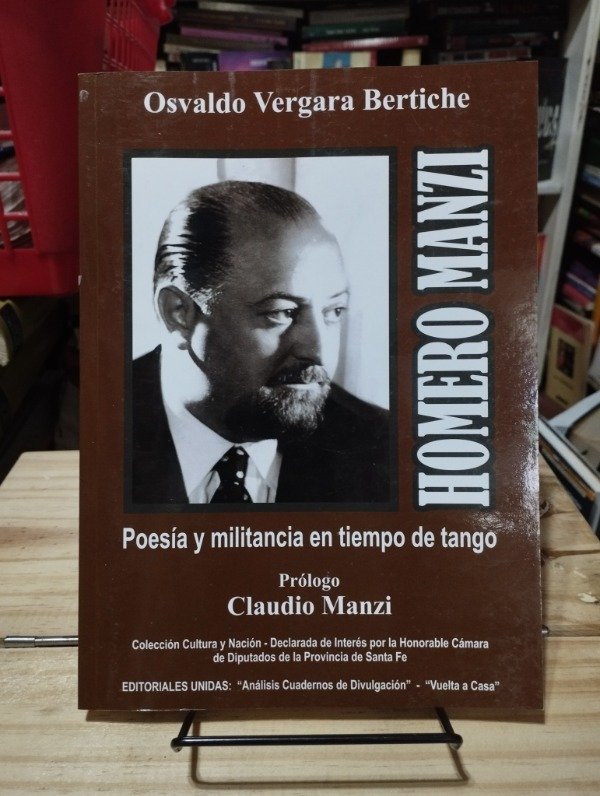 Osvaldo Vergara Bertiche
HOMERO MANZI
Poesía y militancia en tiempo de tango
Prólogo
Claudio Manzi
Colección Cultura y Nación - Declarada de Interés por la Honorable Cámara
de Diputados de la Provincia de Santa Fe
EDITORIALES UNIDAS: “Análisis Cuadernos de Divulgación” - “Vuelta a Casa”